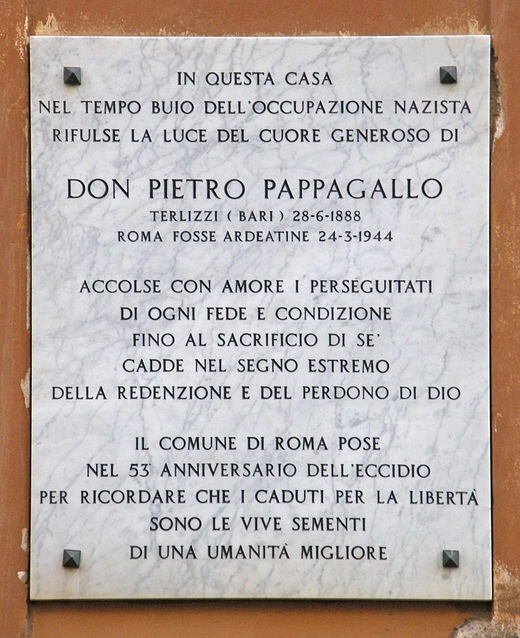 IN QUESTA CASA
NEL TEMPO BUIO DELL'OCCUPAZIONE NAZISTA
RIFULSE LA LUCE DEL CUORE GENEROSO DI
DON PIETRO PAPPAGALLO
TERLIZZI ( BARI ) 28-6-1888
ROMA FOSSE ARDEATINE 24-3-1944
ACCOLSE CON AMORE I PERSEGUITATI
DI OGNI FEDE E CONDIZIONE
FINO AL SACRIFICIO DI SE'
CADDE NEL SEGNO ESTREMO
DELLA REDENZIONE E DEL PERDONO DI DIO
IL COMUNE DI ROMA POSE
NEL 53° ANNIVERSARIO DELL'ECCIDIO
PER RICORDARE CHE I CADUTI PER LA LIBERTÀ
SONO LE VIVE SEMENTI
DI UNA UMANITÀ MIGLIORE